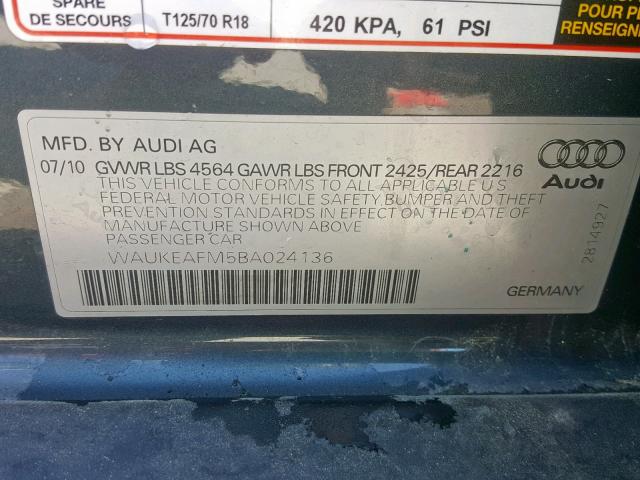 SPARE
DE SECOURS
T125/70 R18
420 KPA, 61 PSI
POUR P
RENSEIGNE
MFD. BY AUDI AG
07/10 GVWR LBS 4564 GAWR LBS FRONT 2425/REAR 2216
THIS VEHICLE CONFORMS TO ALL APPLICABLE U S
FEDERAL MOTOR VEHICLE SAFETY,BUMPER AND THEFT
PREVENTION STANDARDS IN EFFECT ON THE DATE OF
MANUFACTURE SHOWN ABOVE
PASSENGER CAR
WAUKEAFM5BA024136
Audi
2814927
GERMANY